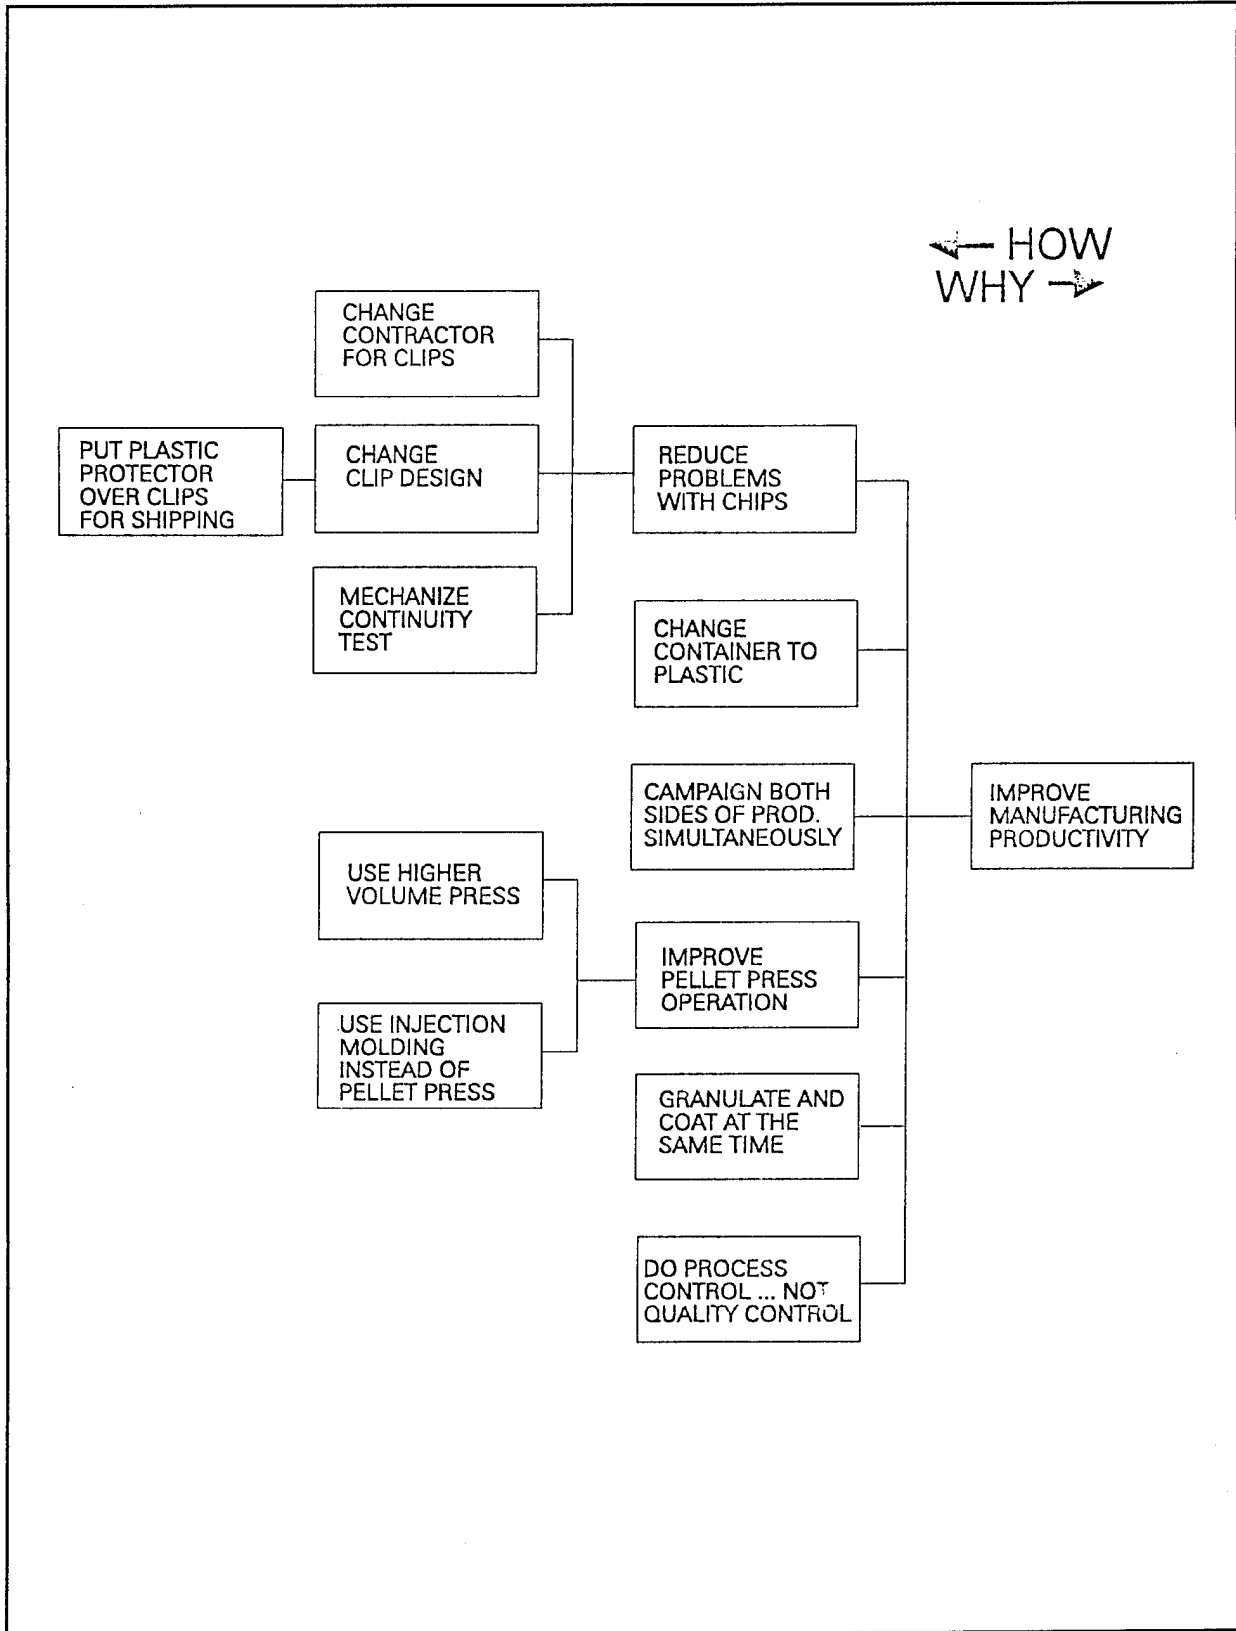 HOW
WHY
CHANGE
CONTRACTOR
FOR CLIPS
PUT PLASTIC
PROTECTOR
OVER CLIPS
FOR SHIPPING
CHANGE
CLIP DESIGN
REDUCE
PROBLEMS
WITH CHIPS
MECHANIZE
CONTINUITY
TEST
CHANGE
CONTAINER TO
PLASTIC
CAMPAIGN BOTH
SIDES OF PROD.
SIMULTANEOUSLY
IMPROVE
MANUFACTURING
PRODUCTIVITY
USE HIGHER
VOLUME PRESS
IMPROVE
PELLET PRESS
OPERATION
USE INJECTION
MOLDING
INSTEAD OF
PELLET PRESS
GRANULATE AND
COAT AT THE
SAME TIME
DO PROCESS
CONTROL ... NOT
QUALITY CONTROL